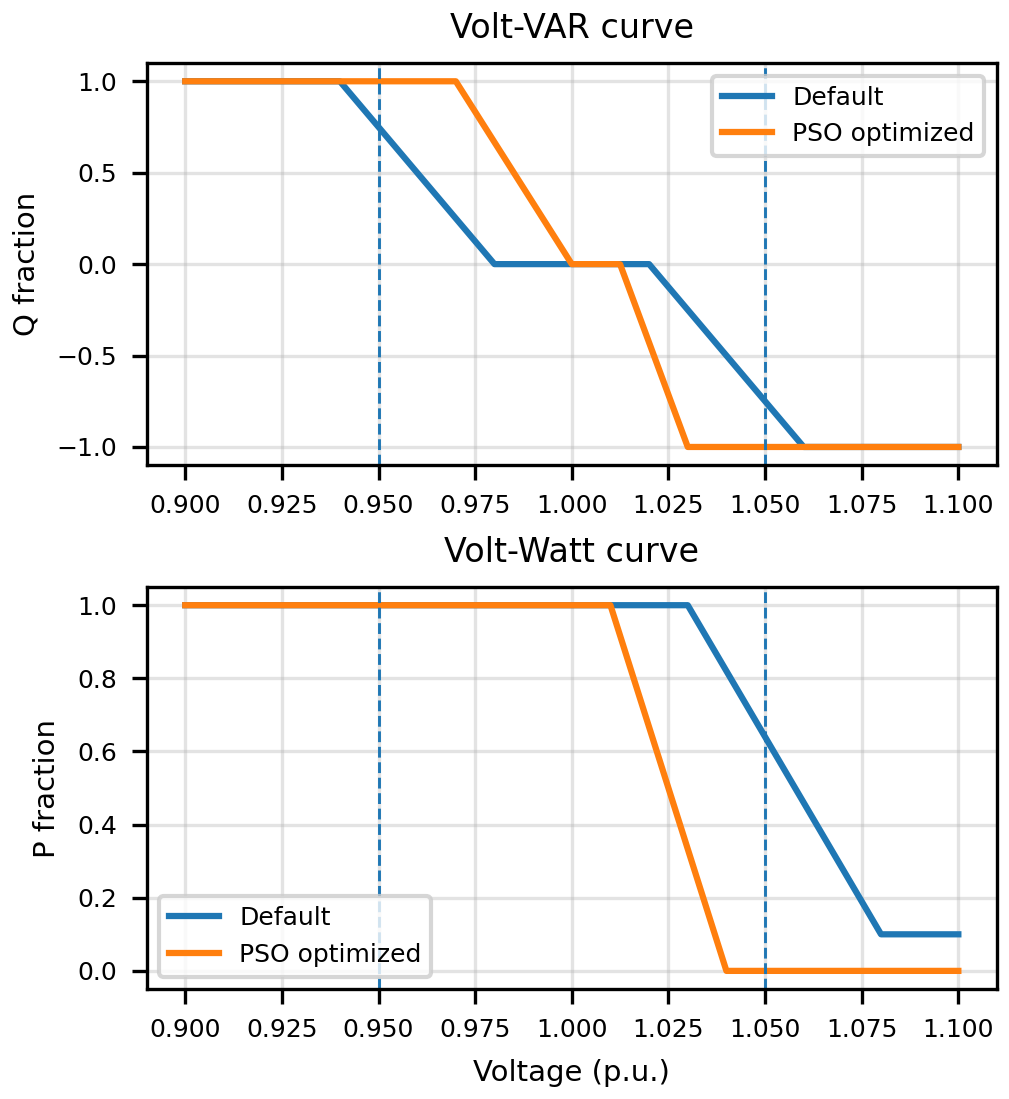 Volt-VAR curve
Q fraction
1.0
0.5
0.0
−0.5
−1.0
Default
PSO optimized
0.900 0.925 0.950 0.975 1.000 1.025 1.050 1.075 1.100
Volt-Watt curve
P fraction
1.0
0.8
0.6
0.4
0.2
0.0
Default
PSO optimized
0.900 0.925 0.950 0.975 1.000 1.025 1.050 1.075 1.100
Voltage (p.u.)